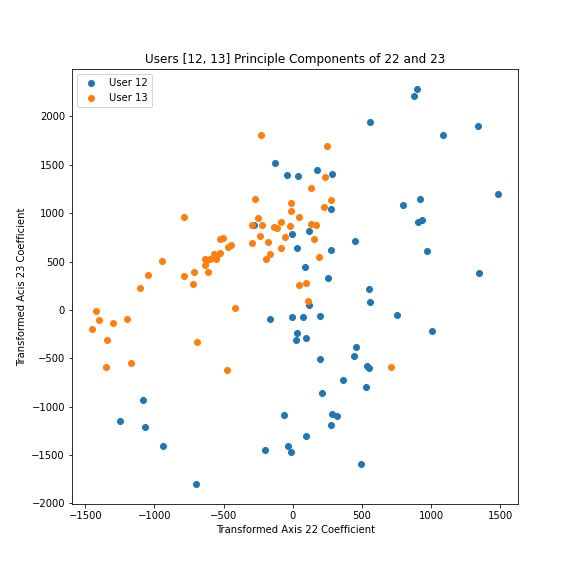 Users [12, 13] Principle Components of 22 and 23
User 12
User 13
Transformed Acis 23 Coefficient
2000
1500
1000
500
0
−500
−1000
−1500
−2000
−1500 −1000 −500 0 500 1000 1500
Transformed Axis 22 Coefficient